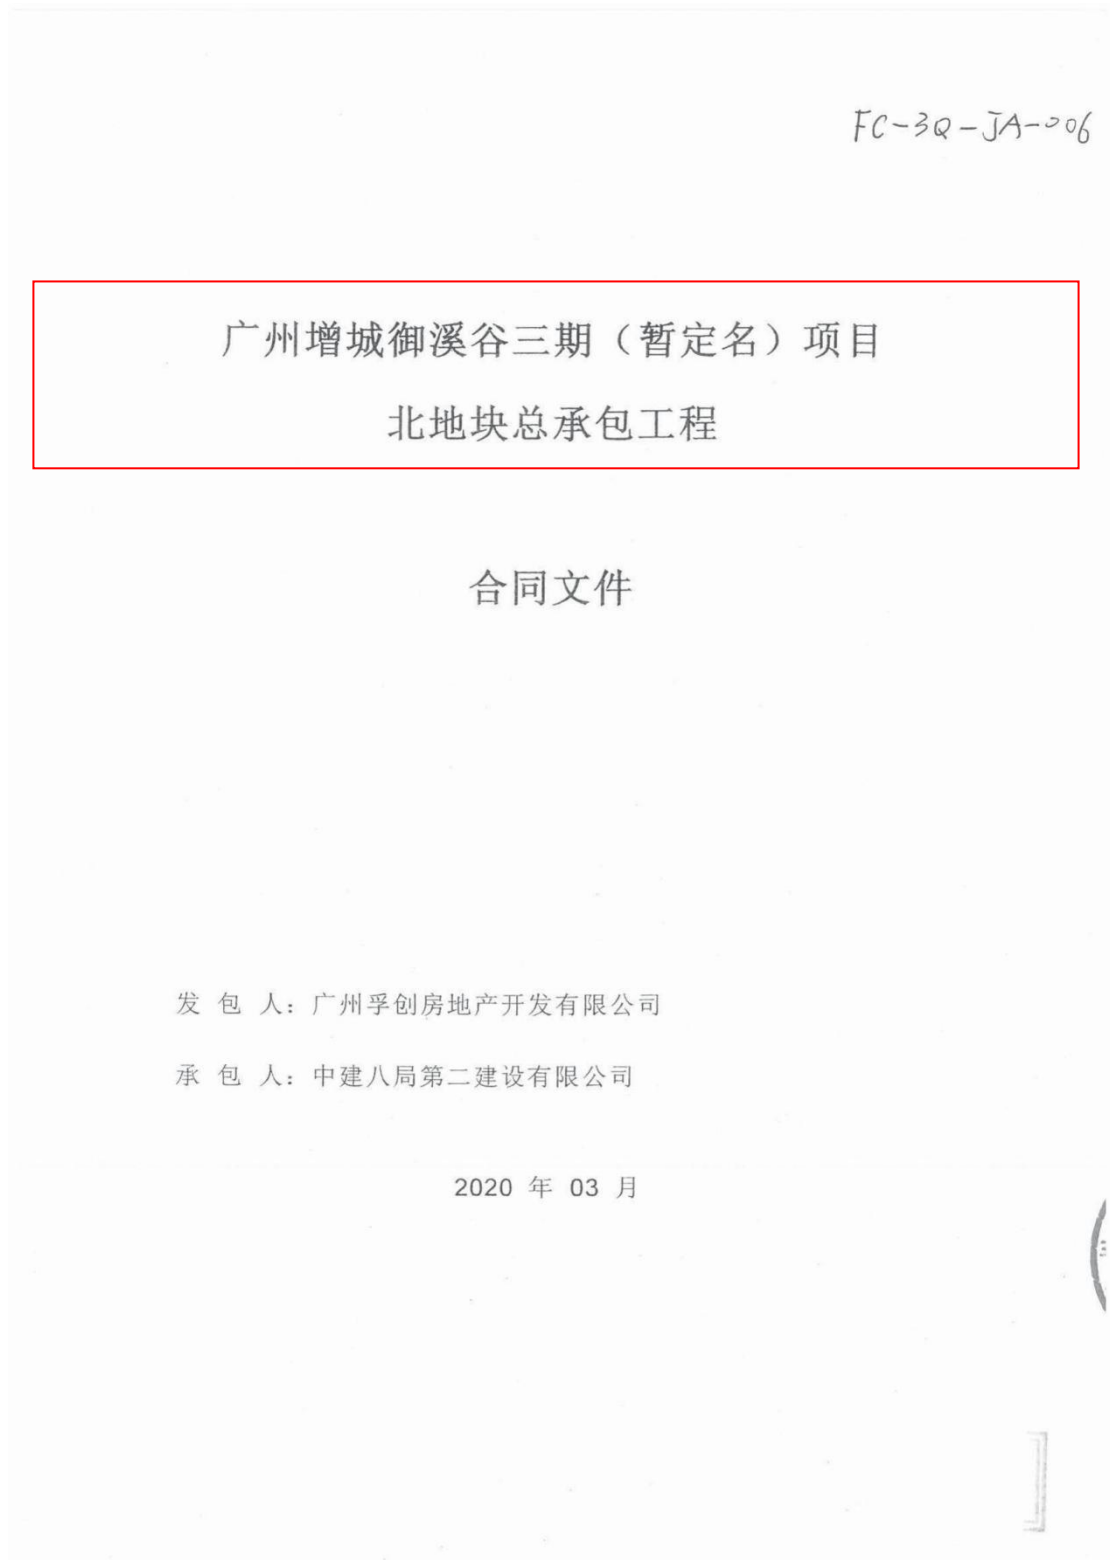 FC-3Q-JA-006
广州增城御溪谷三期（暂定名）项目
北地块总承包工程
合同文件
发 包 人：广州孚创房地产开发有限公司
承 包 人：中建八局第二建设有限公司
2020 年 03 月